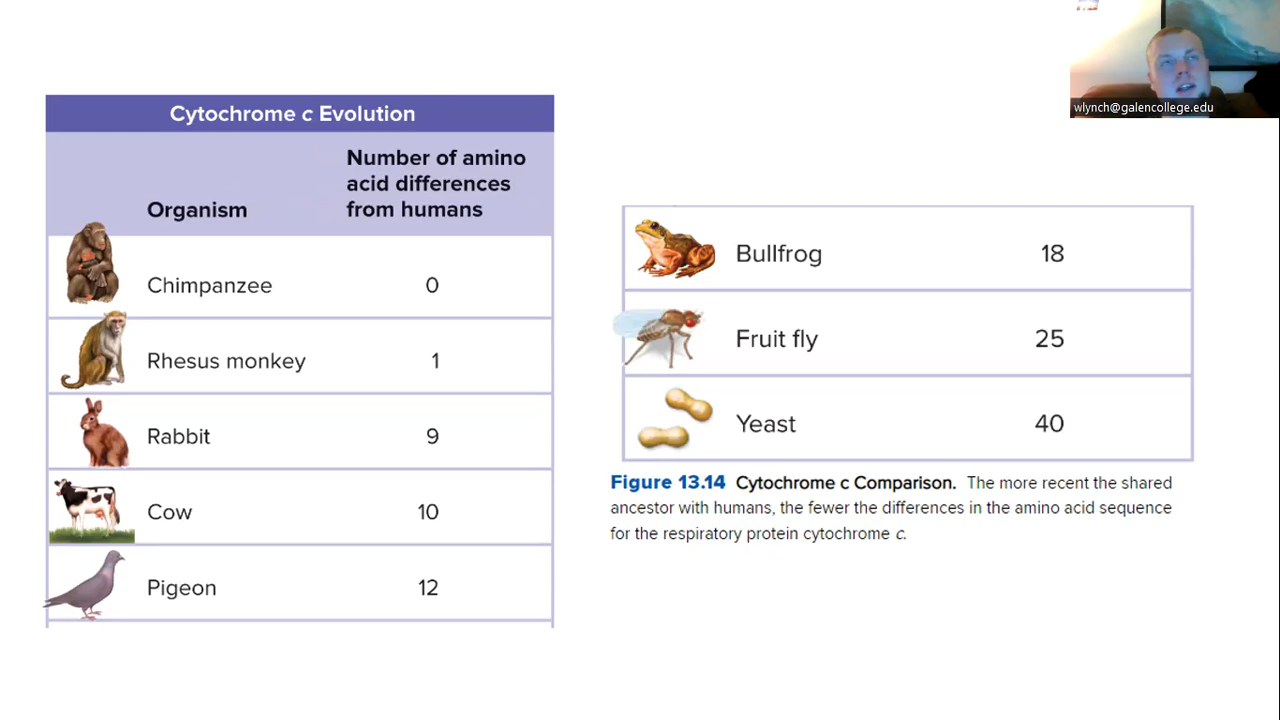 wlynch@galencollege.edu
Cytochrome c Evolution
Organism
Number of amino
acid differences
from humans
Chimpanzee 0
Rhesus monkey 1
Rabbit 9
Cow 10
Pigeon 12
Bullfrog 18
Fruit fly 25
Yeast 40
Figure 13.14 Cytochrome c Comparison. The more recent the shared
ancestor with humans, the fewer the differences in the amino acid sequence
for the respiratory protein cytochrome c.